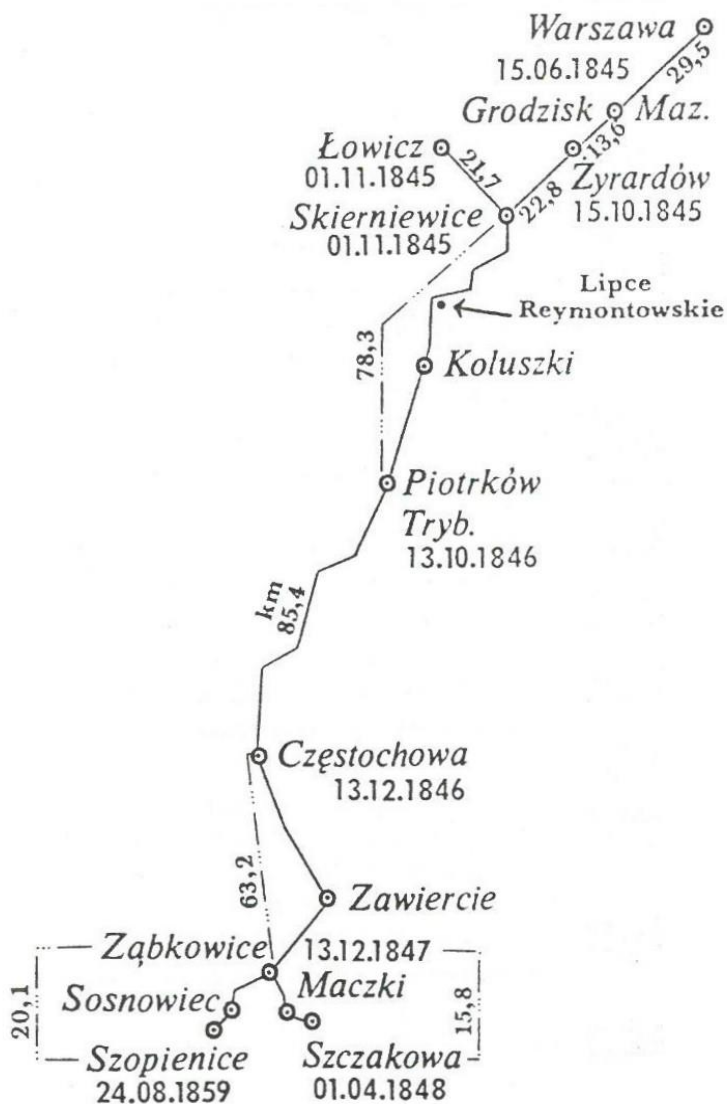 Warszawa
29,5
15.06.1845
Grodzisk Maz.
13,6
Łowicz
01.11.1845
21,7
Żyrardów
15.10.1845
22,8
Skierniewice
01.11.1845
Lipce
Reymontowskie
78,3
Koluszki
Piotrków
Tryb.
13.10.1846
km
85,4
Częstochowa
13.12.1846
63,2
Zawiercie
Ząbkowice 13.12.1847
20,1
Sosnowiec
Maczki
15,8
Szopienice
24.08.1859
Szczakowa
01.04.1848